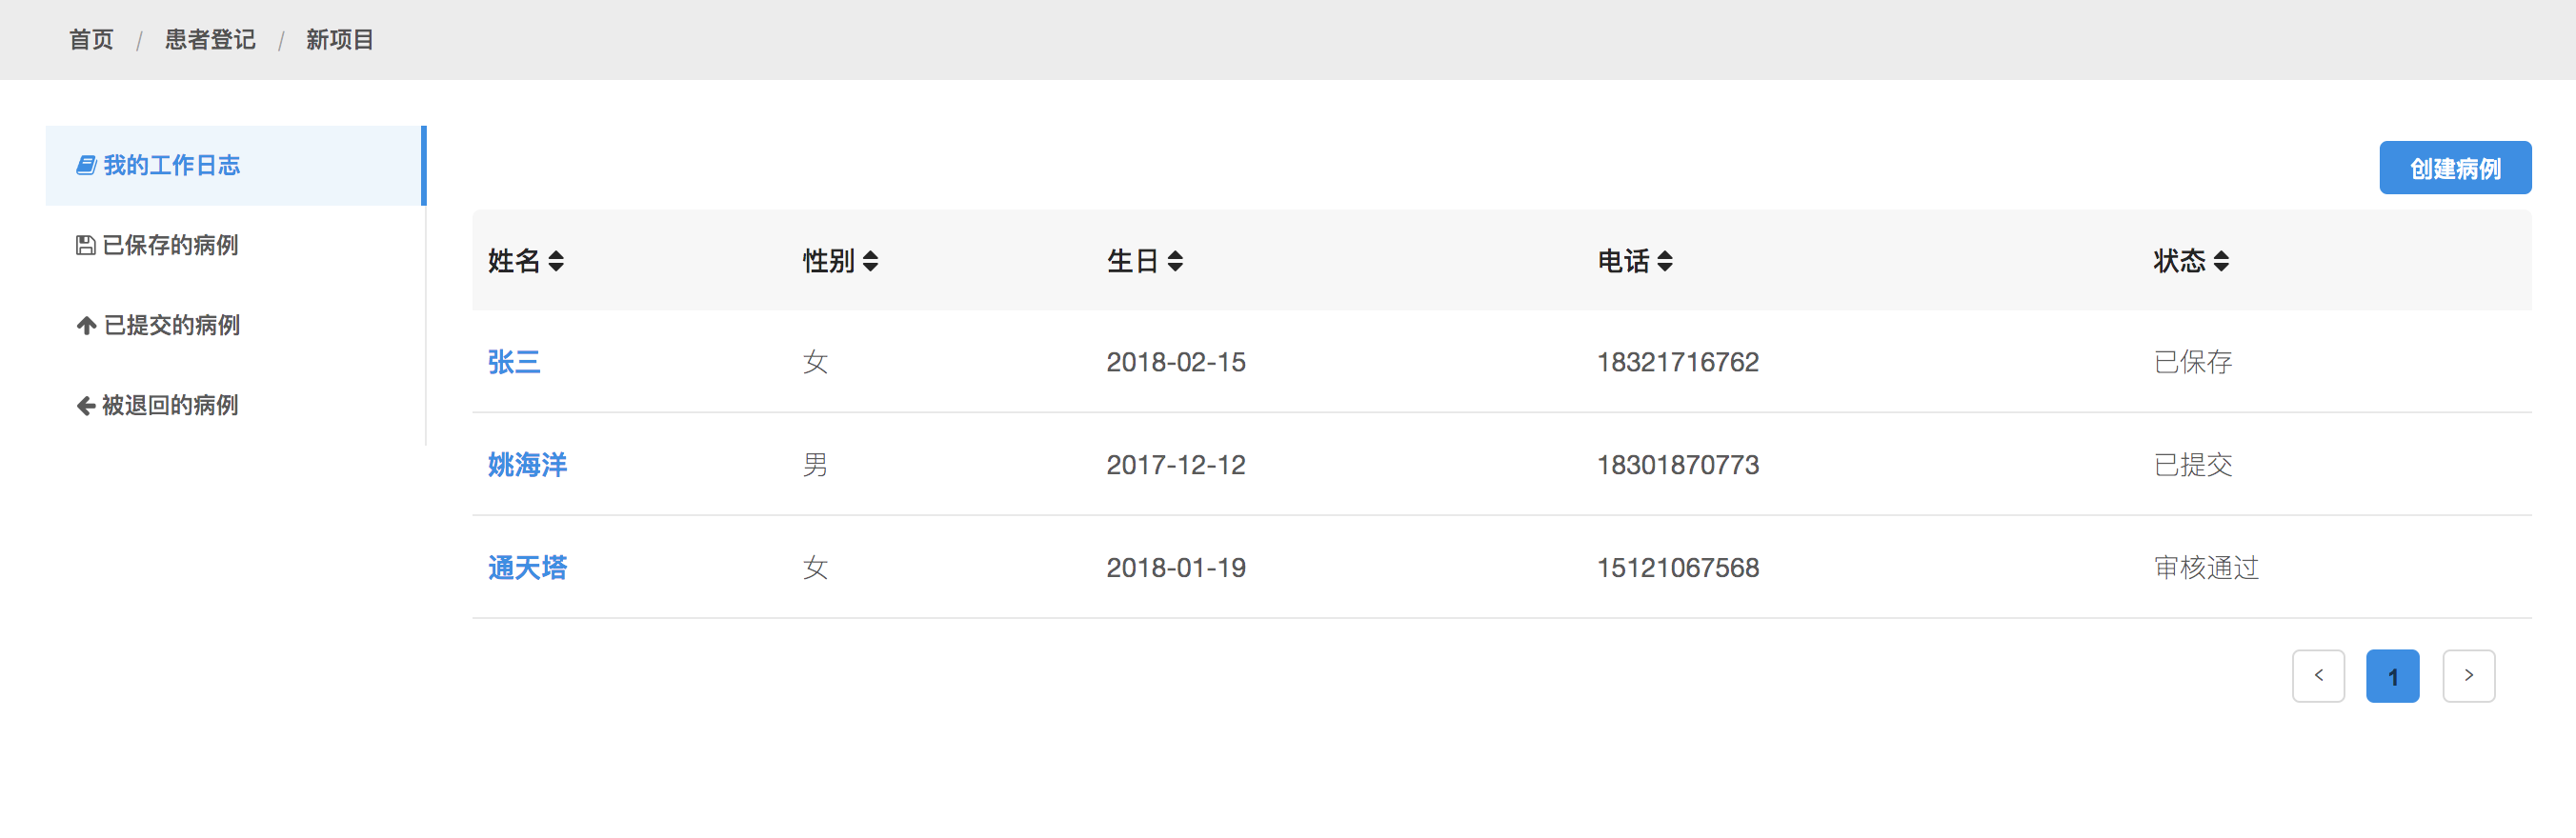 首页 / 患者登记 / 新项目
我的工作日志
已保存的病例
已提交的病例
被退回的病例
创建病例
姓名 性别 生日 电话 状态
张三 女 2018-02-15 18321716762 已保存
姚海洋 男 2017-12-12 18301870773 已提交
通天塔 女 2018-01-19 15121067568 审核通过
< 1 >